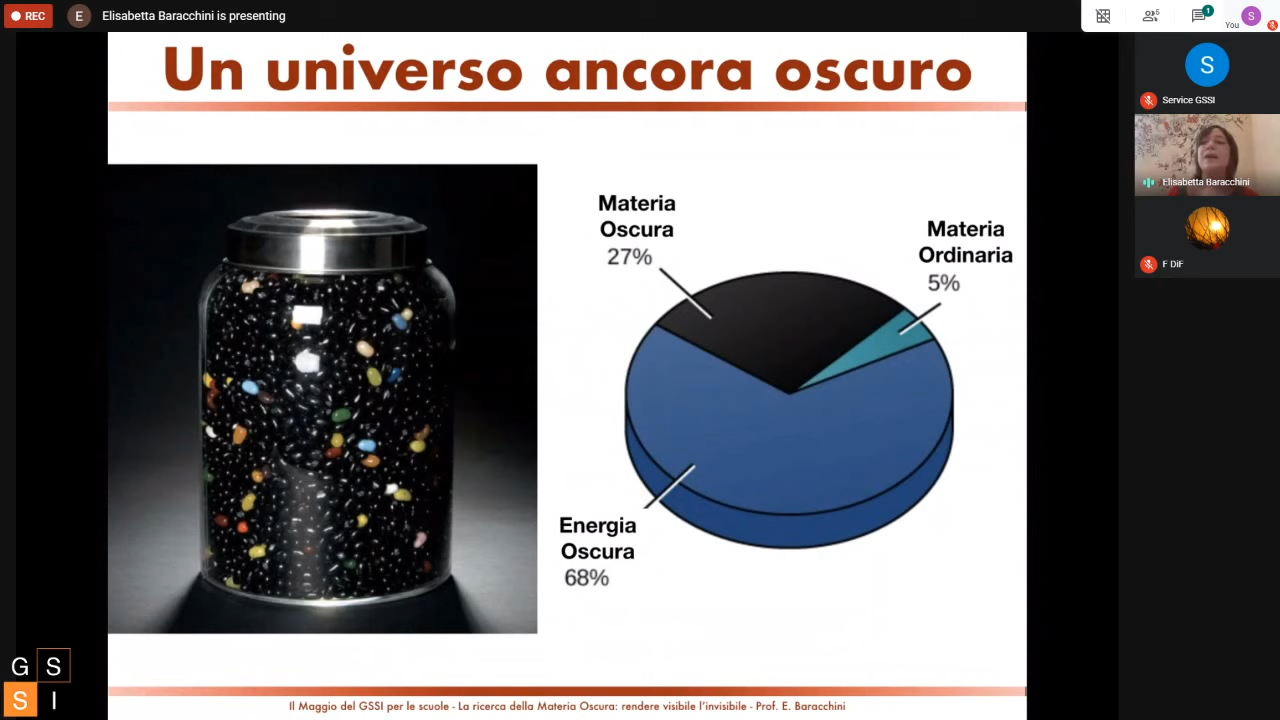 REC
E
Elisabetta Baracchini is presenting
6
1
You
S
Un universo ancora oscuro
S
Service GSSI
Elisabetta Baracchini
F DiF
Materia
Oscura
27%
Materia
Ordinaria
5%
Energia
Oscura
68%
G S
S I
Il Maggio del GSSI per le scuole - La ricerca della Materia Oscura: rendere visibile l'invisibile - Prof. E. Baracchini